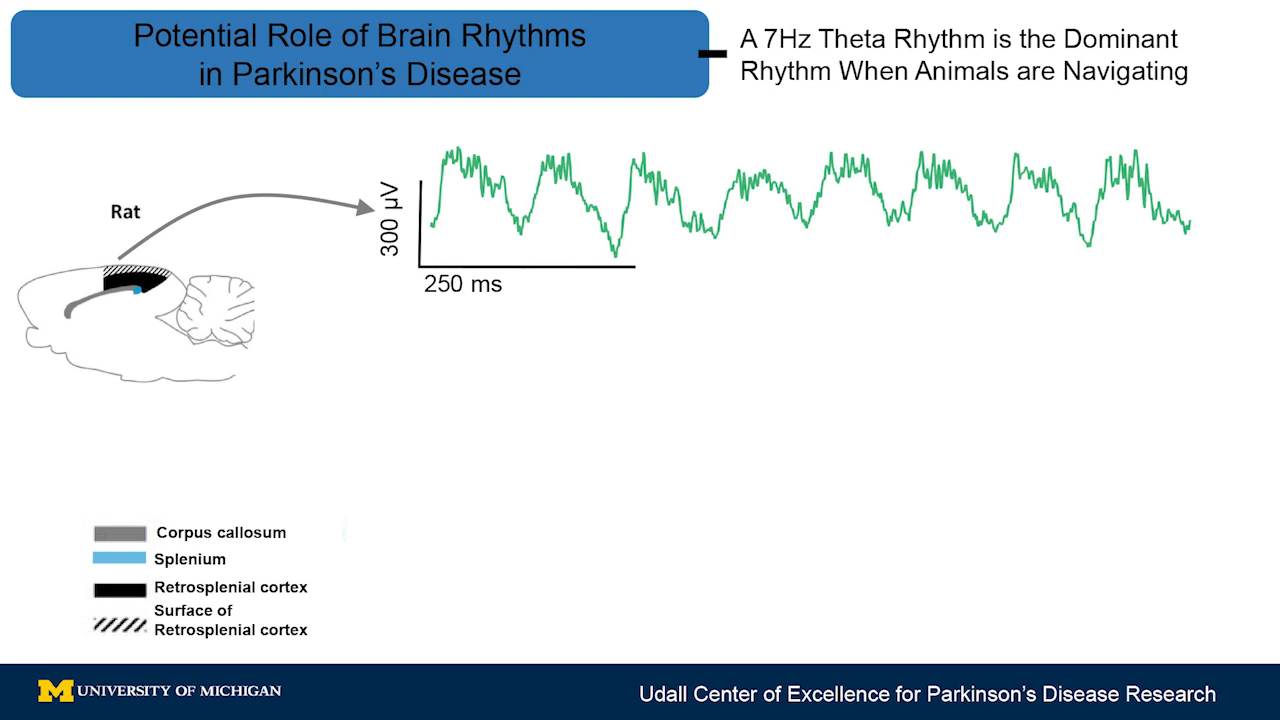 Potential Role of Brain Rhythms
in Parkinson's Disease
A 7Hz Theta Rhythm is the Dominant
Rhythm When Animals are Navigating
Rat
300 µV
250 ms
Corpus callosum
Splenium
Retrosplenial cortex
Surface of
Retrosplenial cortex
M UNIVERSITY OF MICHIGAN
Udall Center of Excellence for Parkinson's Disease Research